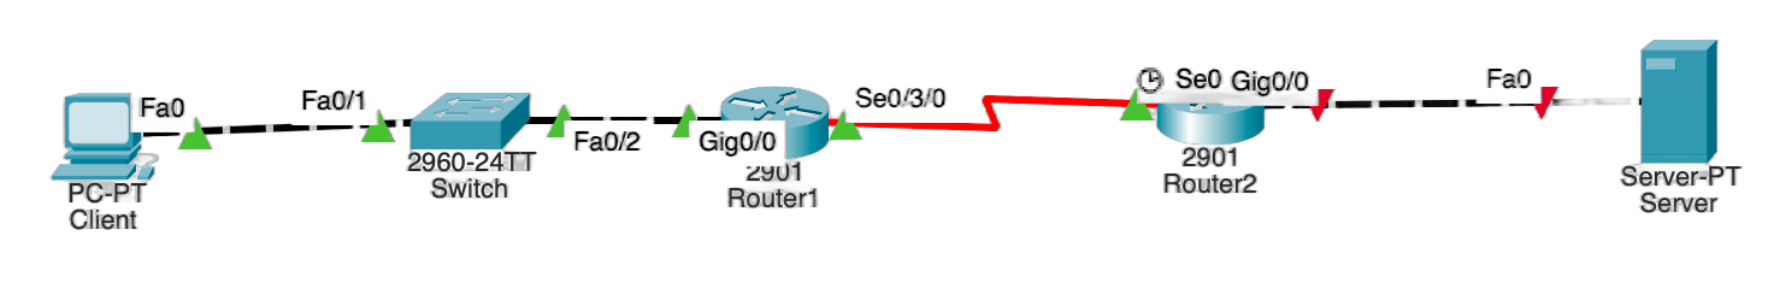 Fa0
Fa0/1
PC-PT
Client
2960-24TT
Switch
Fa0/2
Gig0/0
2901
Router1
Se0/3/0
Se0
Gig0/0
2901
Router2
Fa0
Server-PT
Server